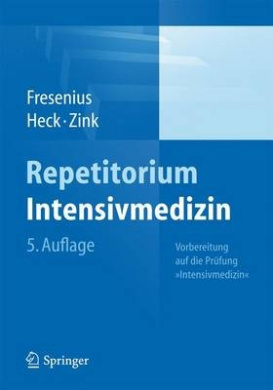 Fresenius
Heck · Zink
Repetitorium
Intensivmedizin
5. Auflage
Vorbereitung
auf die Prüfung
»Intensivmedizin«
Springer